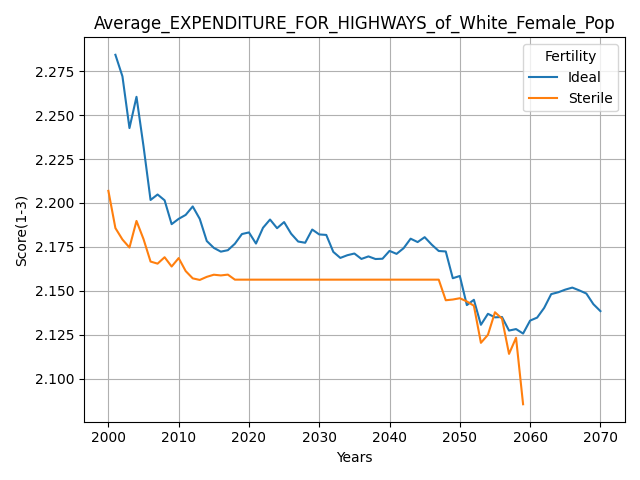 Average_EXPENDITURE_FOR_HIGHWAYS_of_White_Female_Pop
Fertility
Ideal
Sterile
Score(1-3)
2.275
2.250
2.225
2.200
2.175
2.150
2.125
2.100
2000 2010 2020 2030 2040 2050 2060 2070
Years